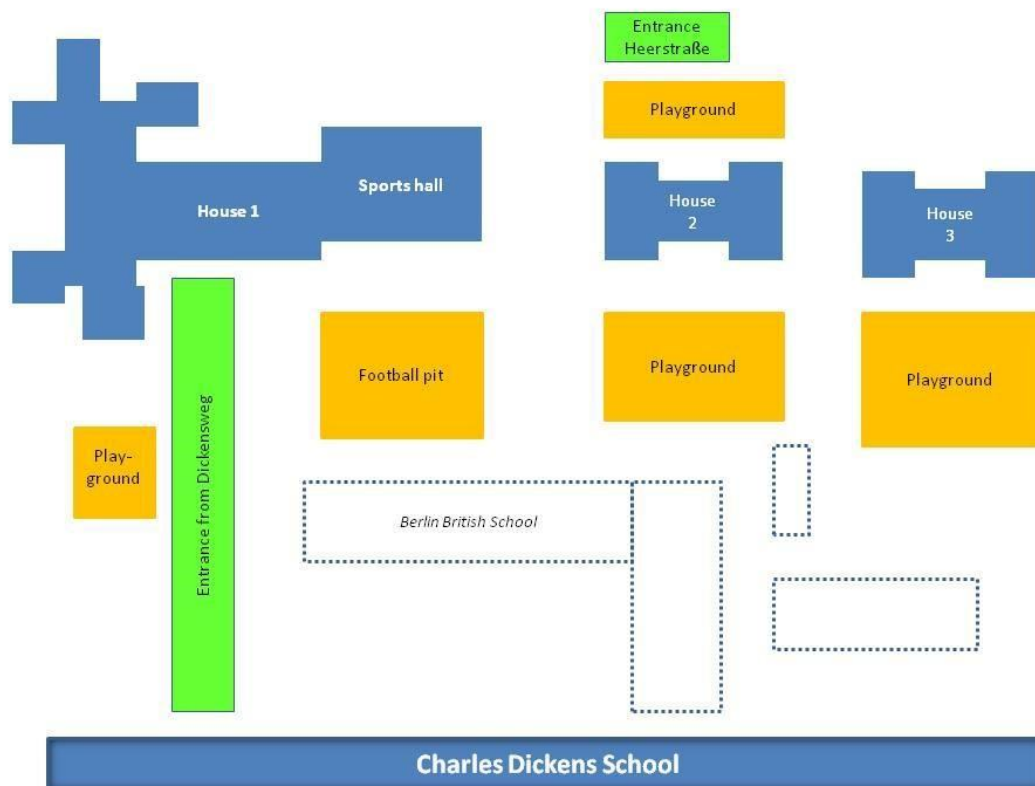 Entrance
Heerstraße
Playground
Sports hall
House 1
House
2
House
3
Football pit
Playground
Playground
Play-
ground
Entrance from Dickensweg
Berlin British School
Charles Dickens School